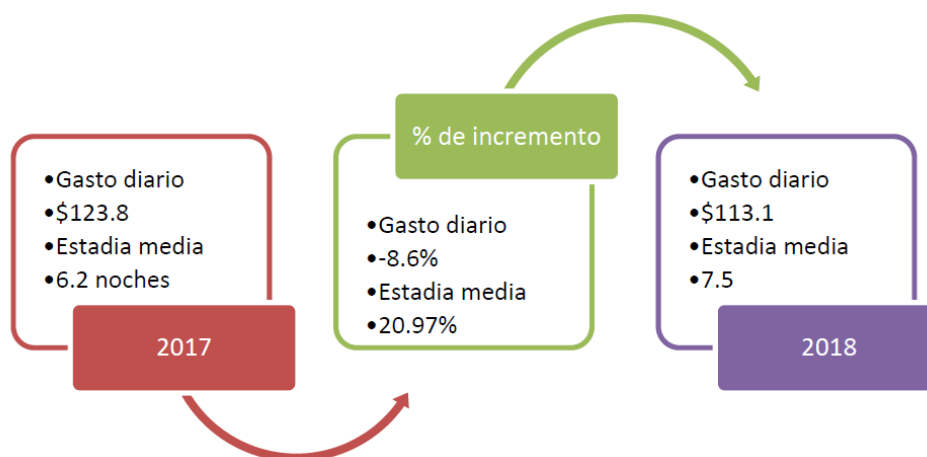 •Gasto diario
•$123.8
•Estadia media
•6.2 noches
2017
% de incremento
•Gasto diario
•-8.6%
•Estadia media
•20.97%
•Gasto diario
•$113.1
•Estadia media
•7.5
2018